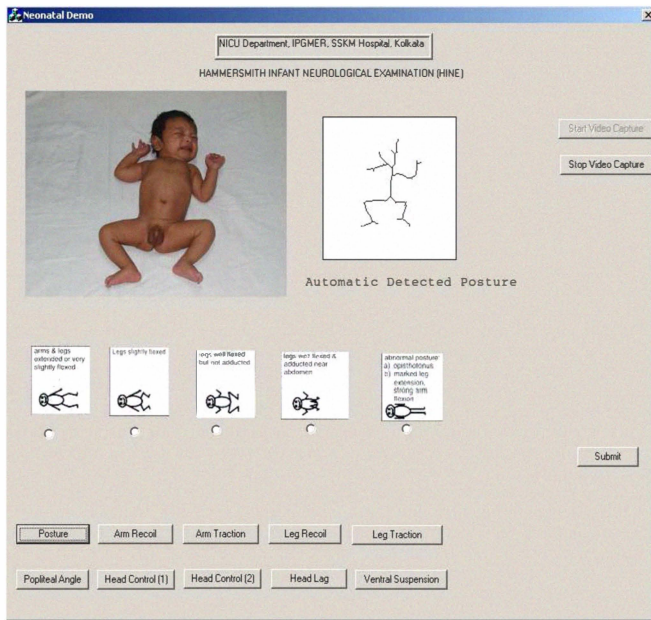 Neonatal Demo
NICU Department, IPGMER, SSKM Hospital, Kolkata
HAMMERSMITH INFANT NEUROLOGICAL EXAMINATION (HINE)
Start Video Capture
Stop Video Capture
Automatic Detected Posture
arms & legs
extended or very
slightly flexed
Legs slightly flexed
legs well flexed
but not adducted
legs well flexed &
adducted near
abdomen
abnormal posture:
a) opisthotonus
b) marked leg
extension,
strong arm
flexion
Submit
Posture
Arm Recoil
Arm Traction
Leg Recoil
Leg Traction
Popliteal Angle
Head Control (1)
Head Control (2)
Head Lag
Ventral Suspension